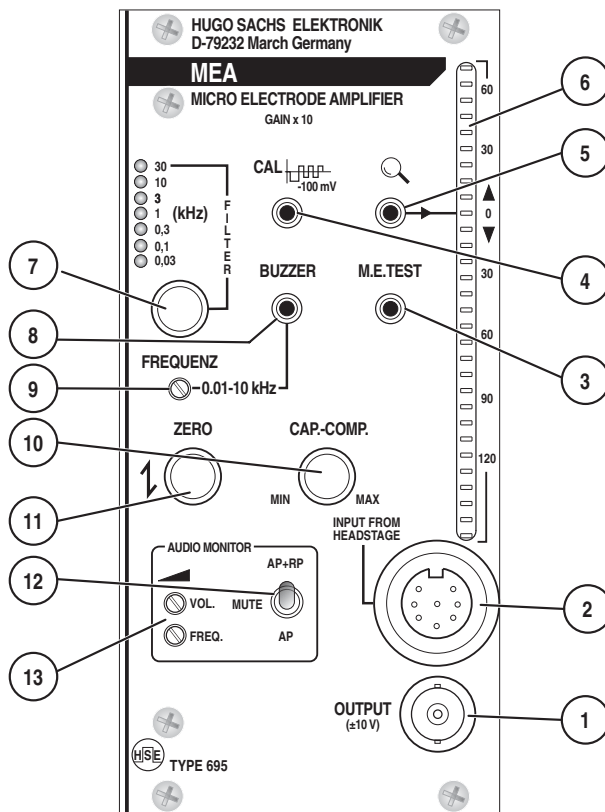 HUGO SACHS ELEKTRONIK
D-79232 March Germany
MEA
MICRO ELECTRODE AMPLIFIER
GAIN x 10
60
30
0
30
60
90
120
6
5
CAL
-100 mV
30
10
3
1
0,3
0,1
0,03
(kHz)
FILTER
4
7
BUZZER
M.E.TEST
8
3
FREQUENZ
0.01-10 kHz
9
10
ZERO
CAP.-COMP.
MIN
MAX
11
INPUT FROM
HEADSTAGE
AUDIO MONITOR
12
AP+RP
VOL.
MUTE
FREQ.
AP
2
13
OUTPUT
(±10 V)
1
HSE
TYPE 695